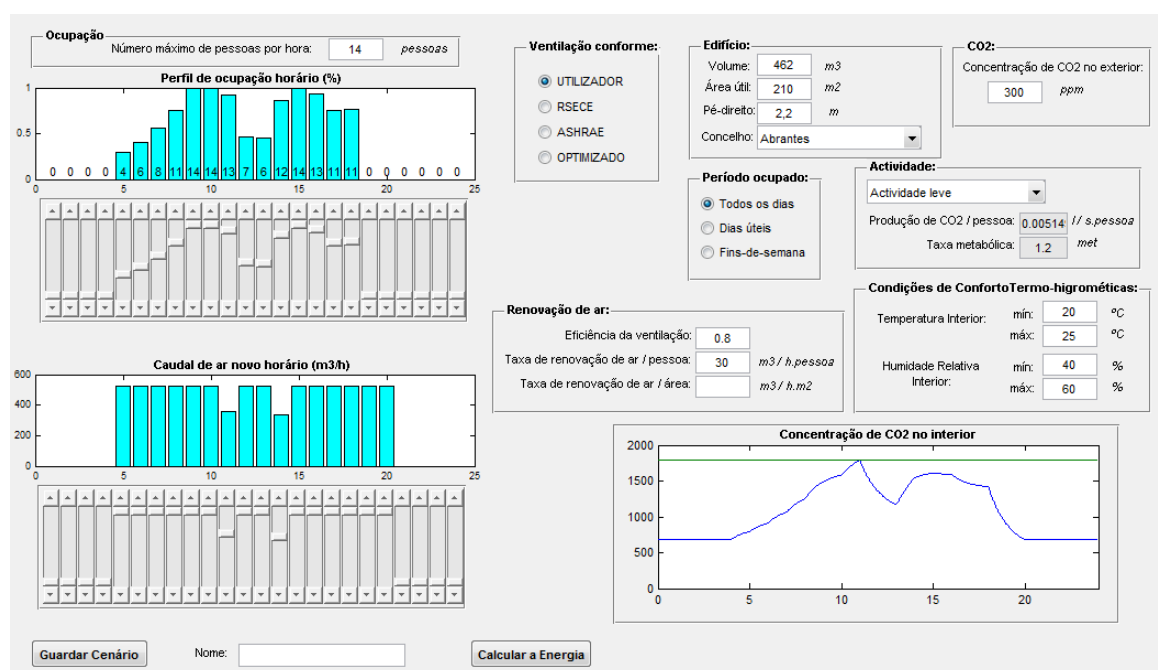 Ocupação
Número máximo de pessoas por hora: 14 pessoas
Perfil de ocupação horário (%)
1
0.5
0
0 0 0 0 4 6 8 11 14 14 13 7 6 12 14 13 11 11 0 0 0 0 0 0
0 5 10 15 20 25
Caudal de ar novo horário (m3/h)
600
400
200
0
0 5 10 15 20 25
Guardar Cenário
Nome:
Calcular a Energia
Ventilação conforme:
UTILIZADOR
RSECE
ASHRAE
OPTIMIZADO
Edifício:
Volume: 462 m3
Área útil: 210 m2
Pé-direito: 2,2 m
Concelho: Abrantes
CO2:
Concentração de CO2 no exterior:
300 ppm
Período ocupado:
Todos os dias
Dias úteis
Fins-de-semana
Actividade:
Actividade leve
Produção de CO2 / pessoa: 0.00514 l/ s.pessoa
Taxa metabólica: 1.2 met
Renovação de ar:
Eficiência da ventilação: 0.8
Taxa de renovação de ar / pessoa: 30 m3/ h.pessoa
Taxa de renovação de ar / área: m3/ h.m2
Condições de ConfortoTermo-higrométicas:
Temperatura Interior: mín: 20 ºC
máx: 25 ºC
Humidade Relativa Interior: mín: 40 %
máx: 60 %
Concentração de CO2 no interior
2000
1500
1000
500
0
0 5 10 15 20